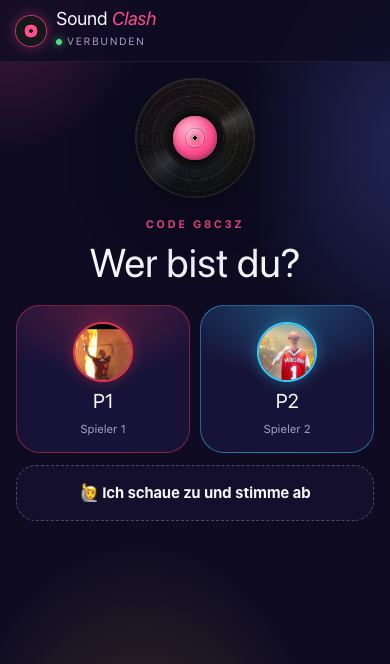 Sound Clash
VERBUNDEN
CODE G8C3Z
Wer bist du?
P1
Spieler 1
P2
Spieler 2
🙋 Ich schaue zu und stimme ab